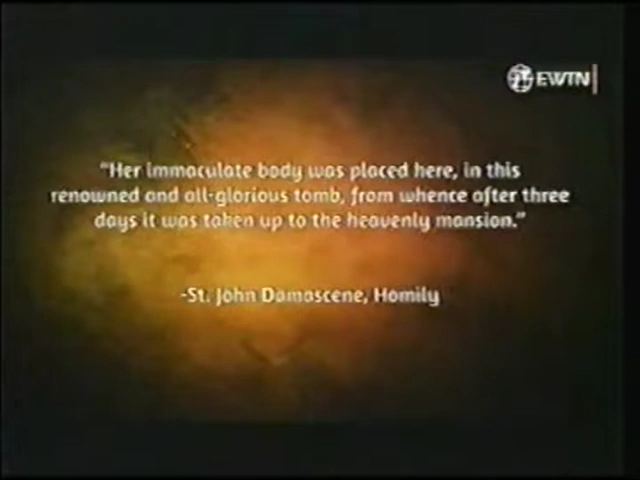 EWTN
"Her immaculate body was placed here, in this
renowned and all-glorious tomb, from whence after three
days it was taken up to the heavenly mansion."
-St. John Damascene, Homily